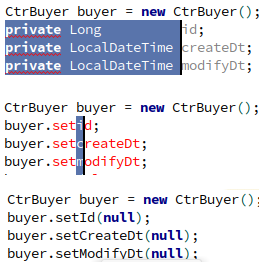 CtrBuyer buyer = new CtrBuyer();
private Long id;
private LocalDateTime createDt;
private LocalDateTime modifyDt;
CtrBuyer buyer = new CtrBuyer();
buyer.setid;
buyer.setcreateDt;
buyer.setmodifyDt;
CtrBuyer buyer = new CtrBuyer();
buyer.setId(null);
buyer.setCreateDt(null);
buyer.setModifyDt(null);